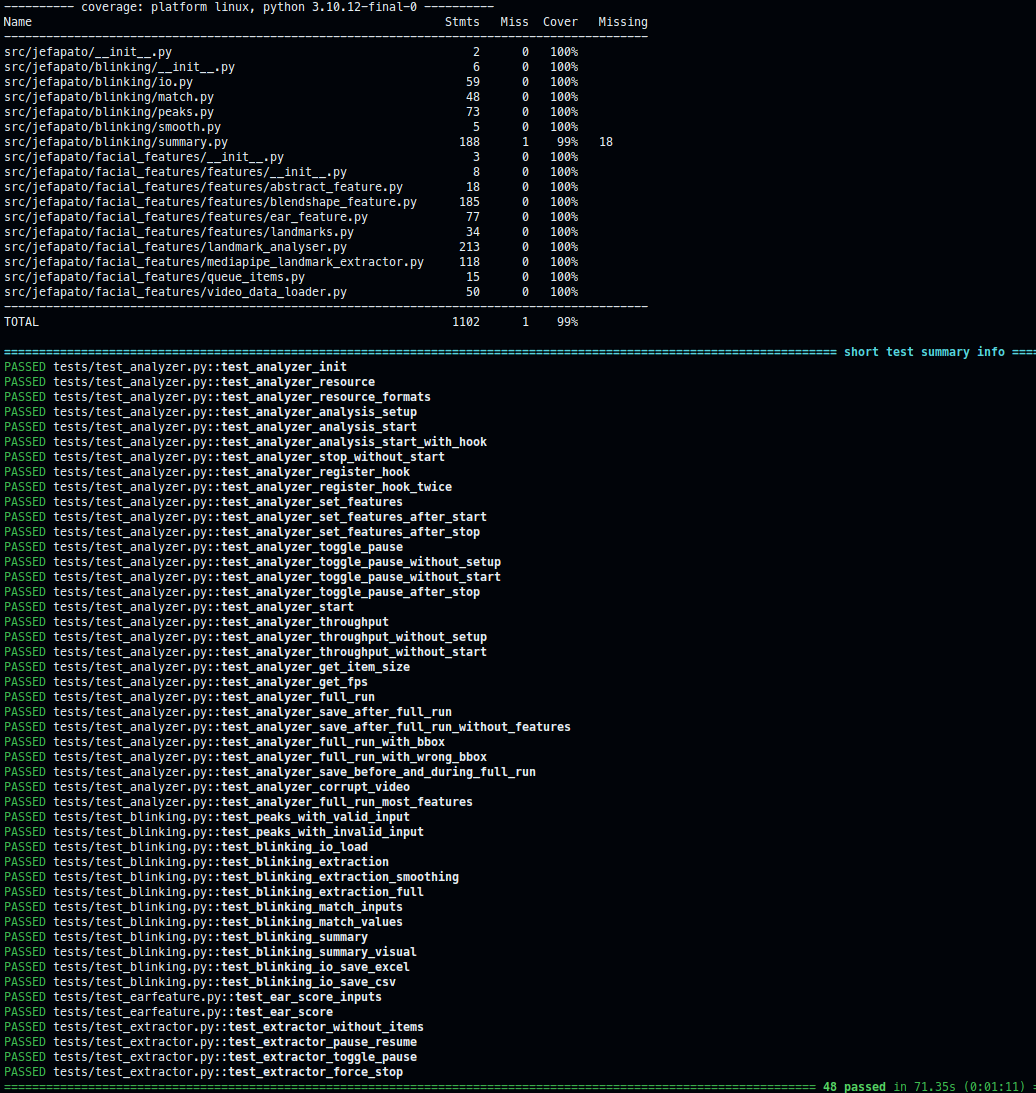 ---------- coverage: platform linux, python 3.10.12-final-0 ----------
Name                                                           Stmts   Miss  Cover   Missing
--------------------------------------------------------------------------------------------
src/jefapato/__init__.py                                           2      0   100%
src/jefapato/blinking/__init__.py                                  6      0   100%
src/jefapato/blinking/io.py                                       59      0   100%
src/jefapato/blinking/match.py                                    48      0   100%
src/jefapato/blinking/peaks.py                                    73      0   100%
src/jefapato/blinking/smooth.py                                    5      0   100%
src/jefapato/blinking/summary.py                                 188      1    99%   18
src/jefapato/facial_features/__init__.py                           3      0   100%
src/jefapato/facial_features/features/__init__.py                  8      0   100%
src/jefapato/facial_features/features/abstract_feature.py         18      0   100%
src/jefapato/facial_features/features/blendshape_feature.py      185      0   100%
src/jefapato/facial_features/features/ear_feature.py              77      0   100%
src/jefapato/facial_features/features/landmarks.py                34      0   100%
src/jefapato/facial_features/landmark_analyser.py                213      0   100%
src/jefapato/facial_features/mediapipe_landmark_extractor.py     118      0   100%
src/jefapato/facial_features/queue_items.py                       15      0   100%
src/jefapato/facial_features/video_data_loader.py                 50      0   100%
--------------------------------------------------------------------------------------------
TOTAL                                                           1102      1    99%
short test summary info
PASSED tests/test_analyzer.py::test_analyzer_init
PASSED tests/test_analyzer.py::test_analyzer_resource
PASSED tests/test_analyzer.py::test_analyzer_resource_formats
PASSED tests/test_analyzer.py::test_analyzer_analysis_setup
PASSED tests/test_analyzer.py::test_analyzer_analysis_start
PASSED tests/test_analyzer.py::test_analyzer_analysis_start_with_hook
PASSED tests/test_analyzer.py::test_analyzer_stop_without_start
PASSED tests/test_analyzer.py::test_analyzer_register_hook
PASSED tests/test_analyzer.py::test_analyzer_register_hook_twice
PASSED tests/test_analyzer.py::test_analyzer_set_features
PASSED tests/test_analyzer.py::test_analyzer_set_features_after_start
PASSED tests/test_analyzer.py::test_analyzer_set_features_after_stop
PASSED tests/test_analyzer.py::test_analyzer_toggle_pause
PASSED tests/test_analyzer.py::test_analyzer_toggle_pause_without_setup
PASSED tests/test_analyzer.py::test_analyzer_toggle_pause_without_start
PASSED tests/test_analyzer.py::test_analyzer_toggle_pause_after_stop
PASSED tests/test_analyzer.py::test_analyzer_start
PASSED tests/test_analyzer.py::test_analyzer_throughput
PASSED tests/test_analyzer.py::test_analyzer_throughput_without_setup
PASSED tests/test_analyzer.py::test_analyzer_throughput_without_start
PASSED tests/test_analyzer.py::test_analyzer_get_item_size
PASSED tests/test_analyzer.py::test_analyzer_get_fps
PASSED tests/test_analyzer.py::test_analyzer_full_run
PASSED tests/test_analyzer.py::test_analyzer_save_after_full_run
PASSED tests/test_analyzer.py::test_analyzer_save_after_full_run_without_features
PASSED tests/test_analyzer.py::test_analyzer_full_run_with_bbox
PASSED tests/test_analyzer.py::test_analyzer_full_run_with_wrong_bbox
PASSED tests/test_analyzer.py::test_analyzer_save_before_and_during_full_run
PASSED tests/test_analyzer.py::test_analyzer_corrupt_video
PASSED tests/test_analyzer.py::test_analyzer_full_run_most_features
PASSED tests/test_blinking.py::test_peaks_with_valid_input
PASSED tests/test_blinking.py::test_peaks_with_invalid_input
PASSED tests/test_blinking.py::test_blinking_io_load
PASSED tests/test_blinking.py::test_blinking_extraction
PASSED tests/test_blinking.py::test_blinking_extraction_smoothing
PASSED tests/test_blinking.py::test_blinking_extraction_full
PASSED tests/test_blinking.py::test_blinking_match_inputs
PASSED tests/test_blinking.py::test_blinking_match_values
PASSED tests/test_blinking.py::test_blinking_summary
PASSED tests/test_blinking.py::test_blinking_summary_visual
PASSED tests/test_blinking.py::test_blinking_io_save_excel
PASSED tests/test_blinking.py::test_blinking_io_save_csv
PASSED tests/test_earfeature.py::test_ear_score_inputs
PASSED tests/test_earfeature.py::test_ear_score
PASSED tests/test_extractor.py::test_extractor_without_items
PASSED tests/test_extractor.py::test_extractor_pause_resume
PASSED tests/test_extractor.py::test_extractor_toggle_pause
PASSED tests/test_extractor.py::test_extractor_force_stop
48 passed in 71.35s (0:01:11)